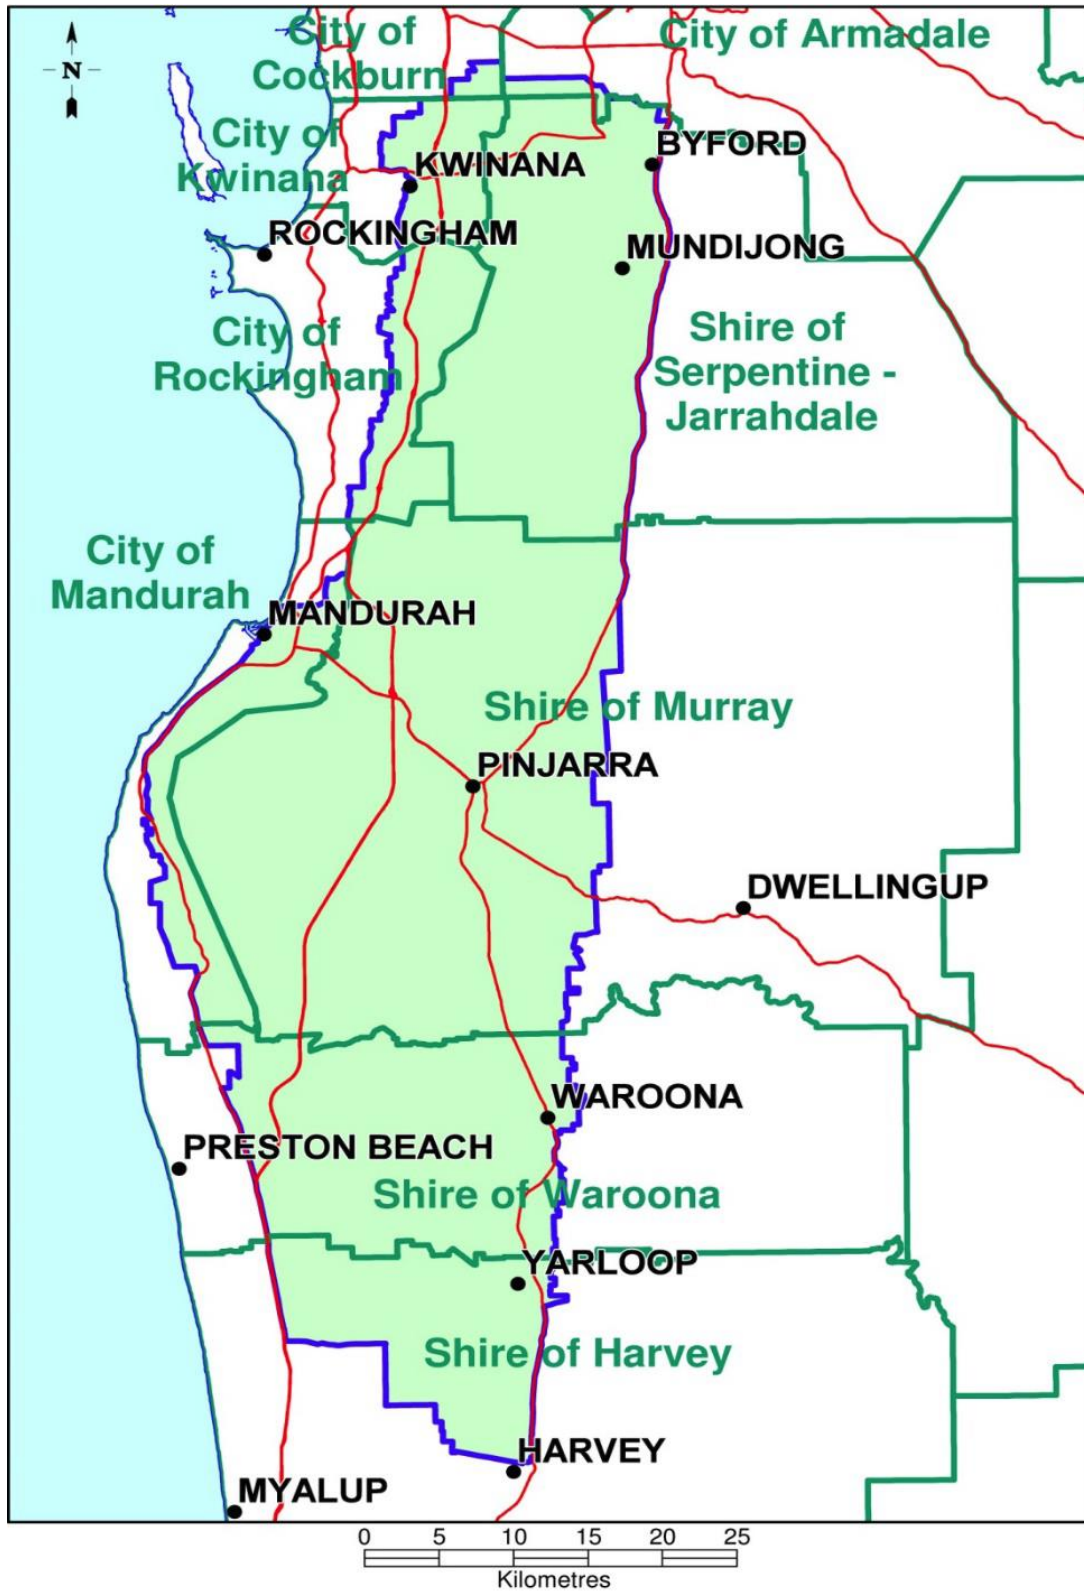 City of
Cockburn
City of Armadale
N
City of
Kwinana
KWINANA
BYFORD
ROCKINGHAM
MUNDIJONG
City of
Rockingham
Shire of
Serpentine -
Jarrahdale
City of
Mandurah
MANDURAH
Shire of Murray
PINJARRA
DWELLINGUP
WAROONA
PRESTON BEACH
Shire of Waroona
YARLOOP
Shire of Harvey
HARVEY
MYALUP
0 5 10 15 20 25
Kilometres